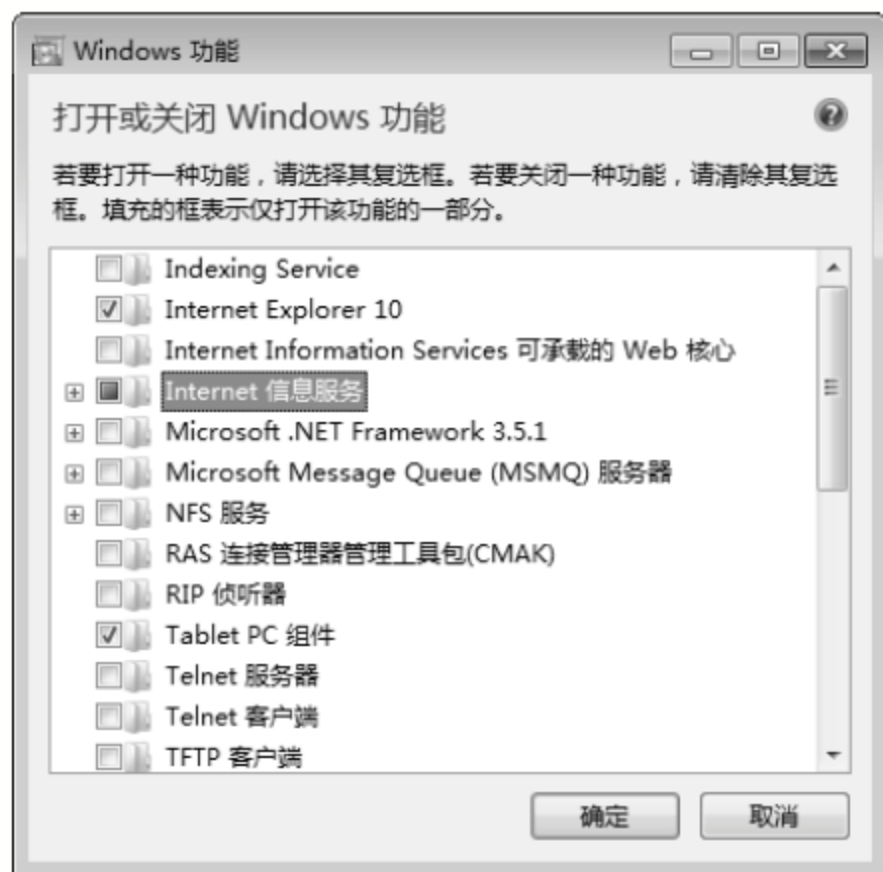 Windows 功能
打开或关闭 Windows 功能
若要打开一种功能，请选择其复选框。若要关闭一种功能，请清除其复选
框。填充的框表示仅打开该功能的一部分。
Indexing Service
Internet Explorer 10
Internet Information Services 可承载的 Web 核心
Internet 信息服务
Microsoft .NET Framework 3.5.1
Microsoft Message Queue (MSMQ) 服务器
NFS 服务
RAS 连接管理器管理工具包(CMAK)
RIP 侦听器
Tablet PC 组件
Telnet 服务器
Telnet 客户端
TFTP 客户端
确定 取消